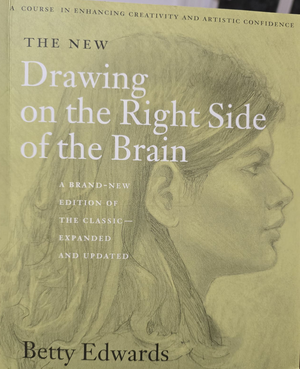 A COURSE IN ENHANCING CREATIVITY AND ARTISTIC CONFIDENCE
THE NEW
Drawing
on the Right Side
of the Brain
A BRAND-NEW
EDITION OF
THE CLASSIC—
EXPANDED
AND UPDATED
Betty Edwards